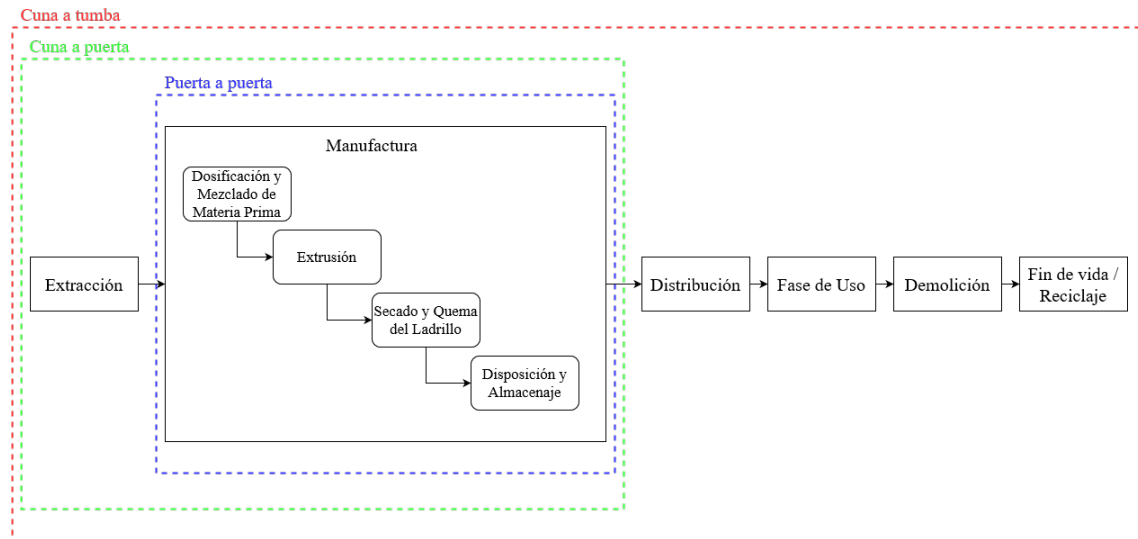 Cuna a tumba
Cuna a puerta
Puerta a puerta
Manufactura
Dosificación y
Mezclado de
Materia Prima
Extrusión
Secado y Quema
del Ladrillo
Disposición y
Almacenaje
Extracción
Distribución
Fase de Uso
Demolición
Fin de vida /
Reciclaje